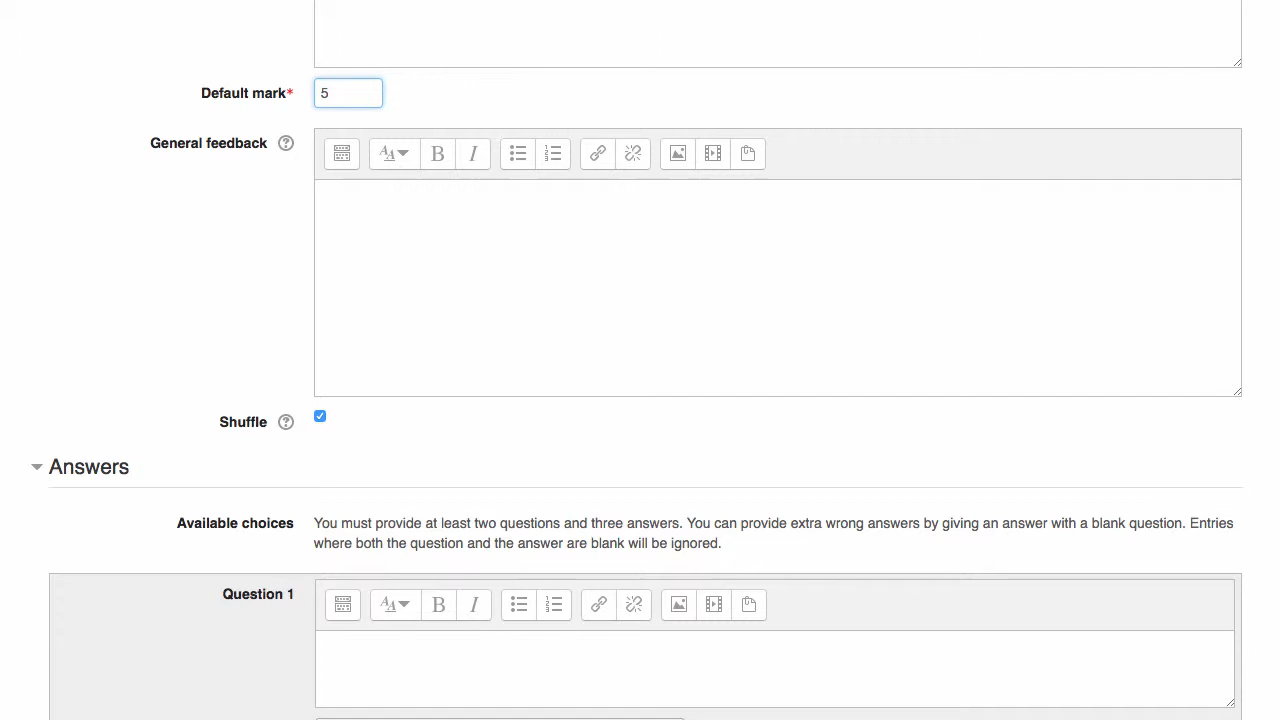 Default mark*
5
General feedback
Shuffle
Answers
Available choices
You must provide at least two questions and three answers. You can provide extra wrong answers by giving an answer with a blank question. Entries
where both the question and the answer are blank will be ignored.
Question 1